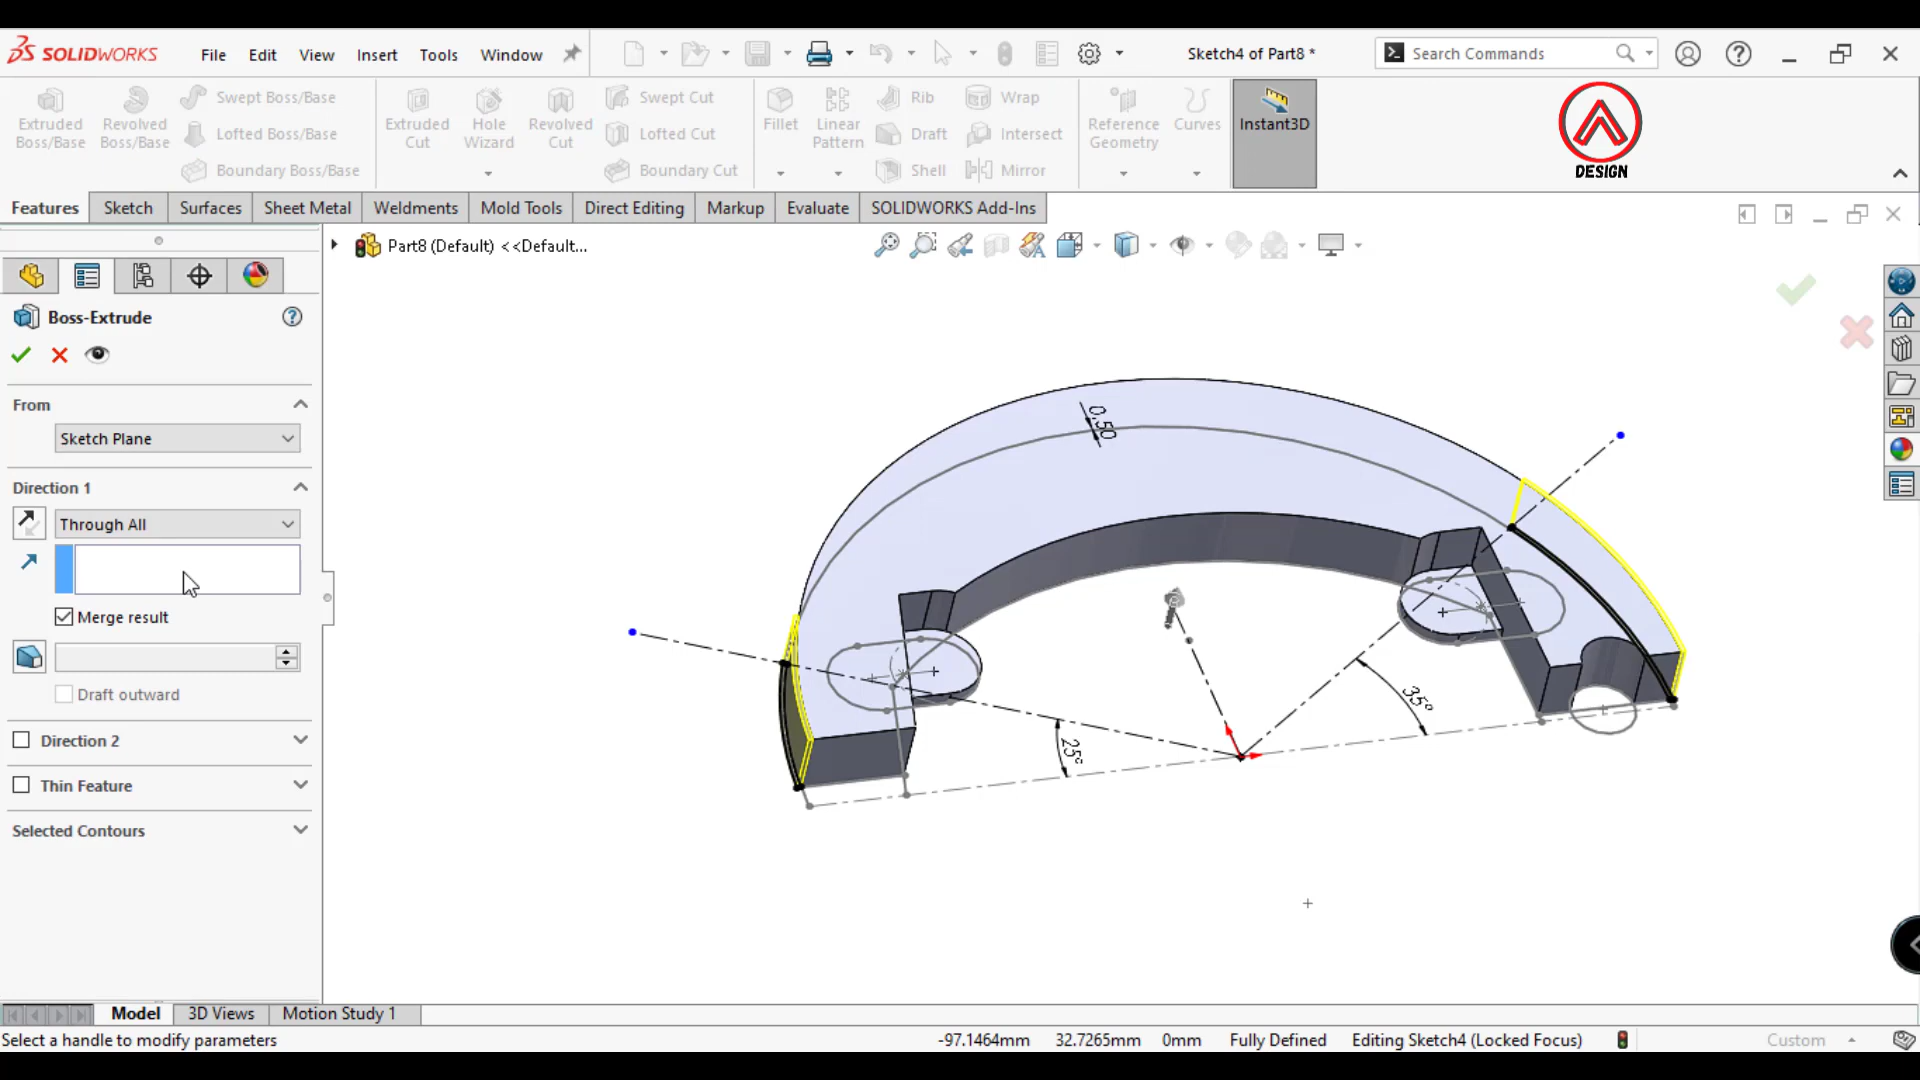 SOLIDWORKS File Edit View Insert Tools Window Sketch4 of Part8 * Search Commands
Extruded Boss/Base Revolved Boss/Base Swept Boss/Base Lofted Boss/Base Boundary Boss/Base Extruded Cut Hole Wizard Revolved Cut Swept Cut Lofted Cut Boundary Cut Fillet Linear Pattern Rib Draft Shell Wrap Intersect Mirror Reference Geometry Curves Instant3D
DESIGN
Features Sketch Surfaces Sheet Metal Weldments Mold Tools Direct Editing Markup Evaluate SOLIDWORKS Add-Ins
Part8 (Default) <<Default...
Boss-Extrude
From
Sketch Plane
Direction 1
Through All
Merge result
Draft outward
Direction 2
Thin Feature
Selected Contours
0.50
35°
25°
Model 3D Views Motion Study 1
Select a handle to modify parameters -97.1464mm 32.7265mm 0mm Fully Defined Editing Sketch4 (Locked Focus) Custom